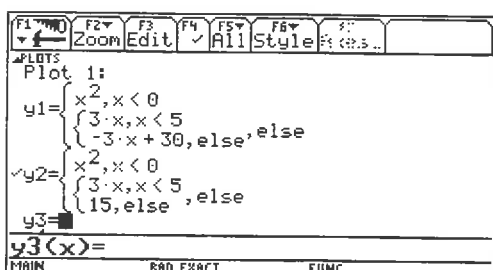 F1 F2 F3 F4 F5 F6
Zoom Edit ✓ All Style
PLOTS
Plot 1:
y1={x²,x<0
{3·x,x<5
-3·x+30,else,else
✓y2={x²,x<0
{3·x,x<5
15,else,else
y3=
y3(x)=
MAIN RAD EXACT FUNC